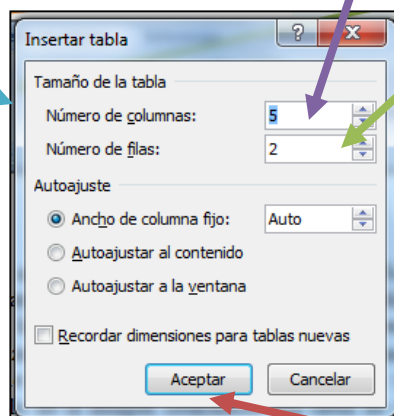 Insertar tabla
Tamaño de la tabla
Número de columnas: 5
Número de filas: 2
Autoajuste
Ancho de columna fijo: Auto
Autoajustar al contenido
Autoajustar a la ventana
Recordar dimensiones para tablas nuevas
Aceptar Cancelar